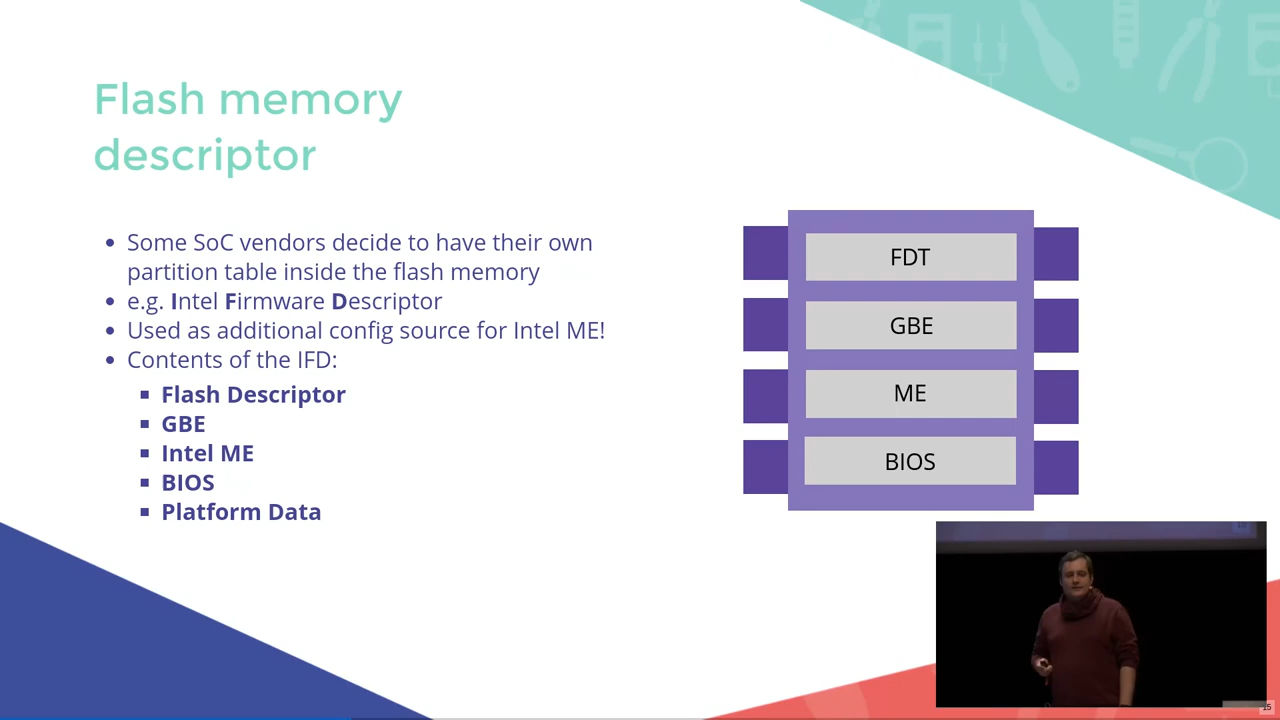 Flash memory
descriptor
Some SoC vendors decide to have their own
partition table inside the flash memory
e.g. Intel Firmware Descriptor
Used as additional config source for Intel ME!
Contents of the IFD:
Flash Descriptor
GBE
Intel ME
BIOS
Platform Data
FDT
GBE
ME
BIOS
15